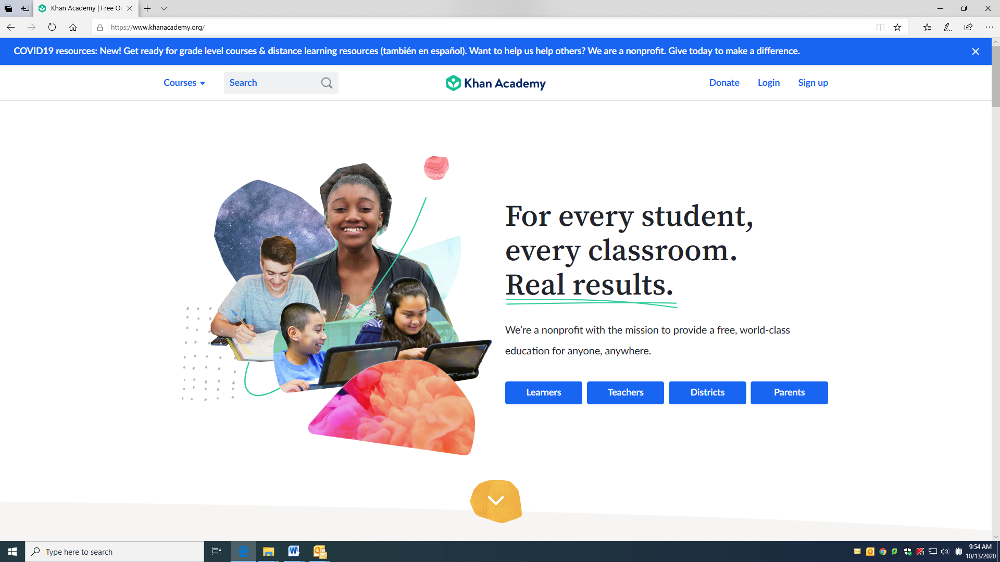 Khan Academy | Free O
https://www.khanacademy.org/
COVID19 resources: New! Get ready for grade level courses & distance learning resources (también en español). Want to help us help others? We are a nonprofit. Give today to make a difference.
Courses
Search
Khan Academy
Donate
Login
Sign up
For every student,
every classroom.
Real results.
We’re a nonprofit with the mission to provide a free, world-class
education for anyone, anywhere.
Learners
Teachers
Districts
Parents
Type here to search
9:54 AM
10/13/2020